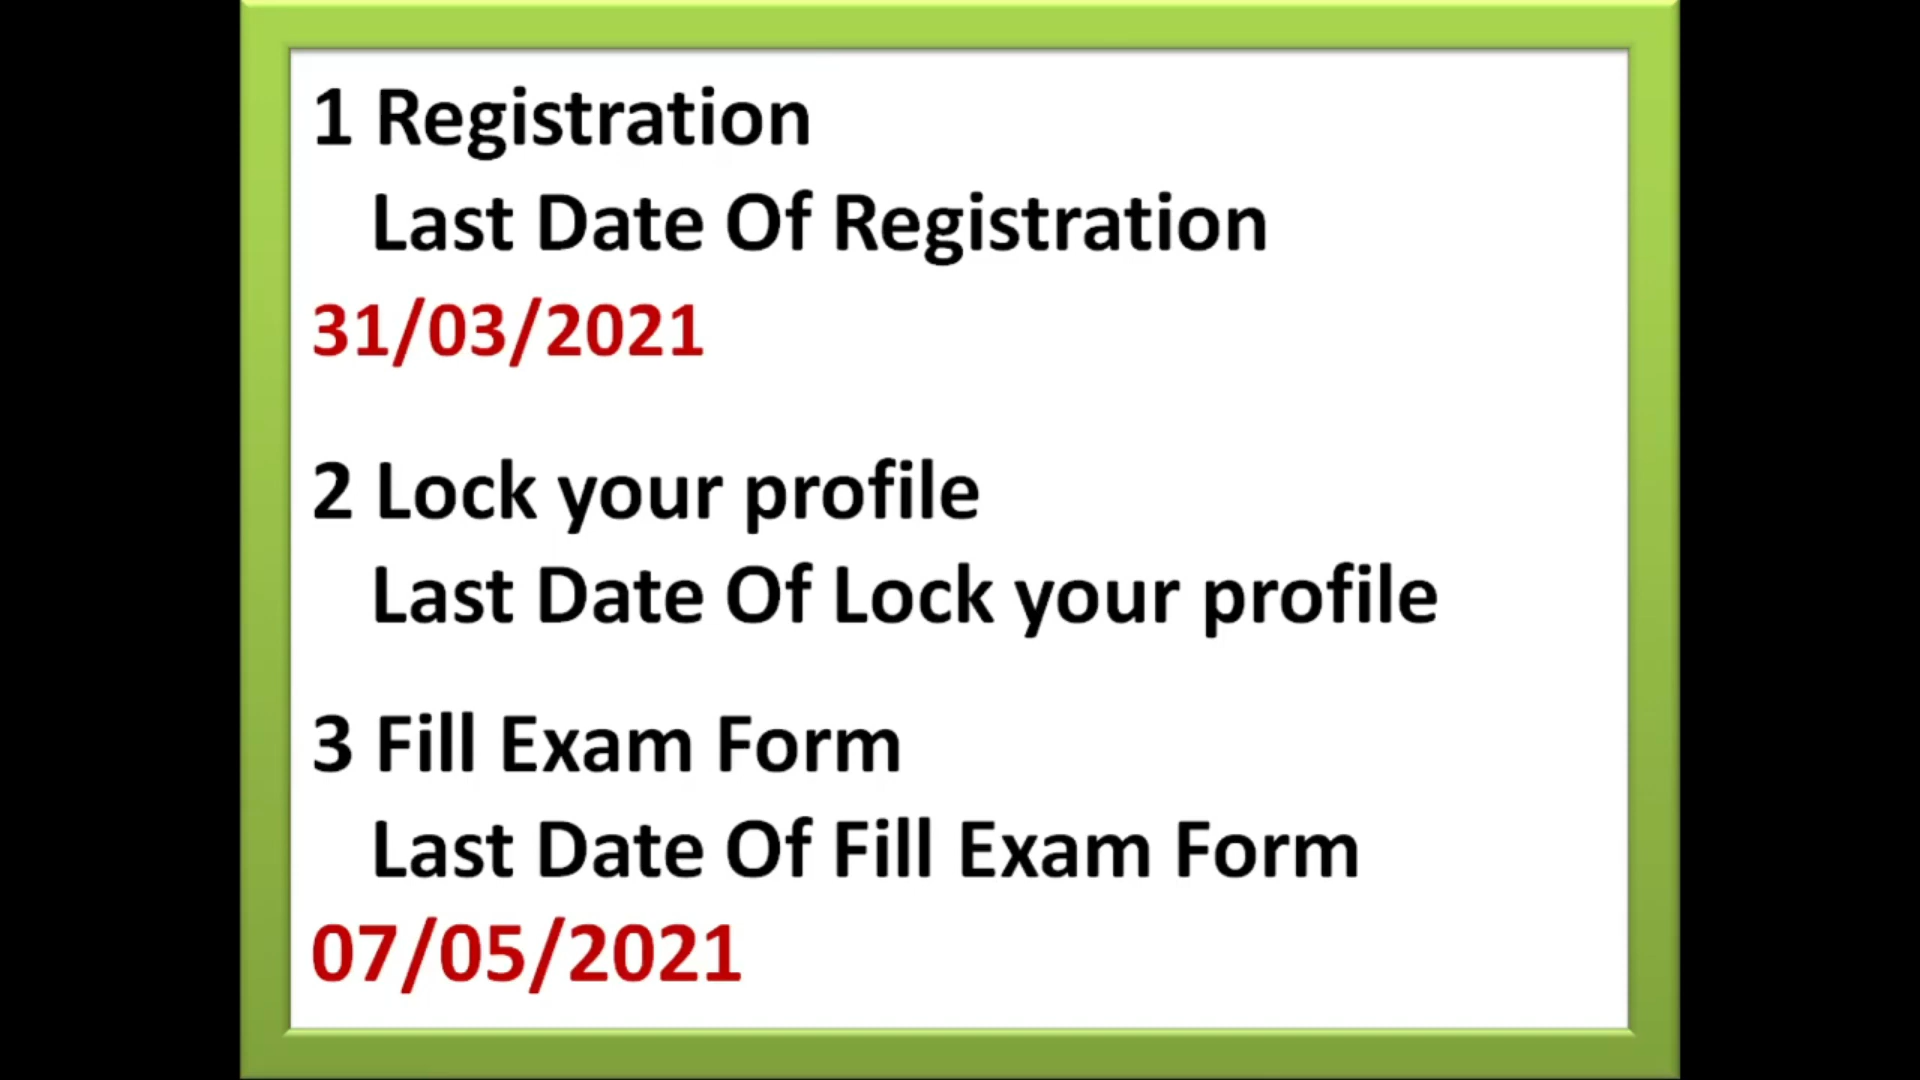 1 Registration
Last Date Of Registration
31/03/2021
2 Lock your profile
Last Date Of Lock your profile
3 Fill Exam Form
Last Date Of Fill Exam Form
07/05/2021